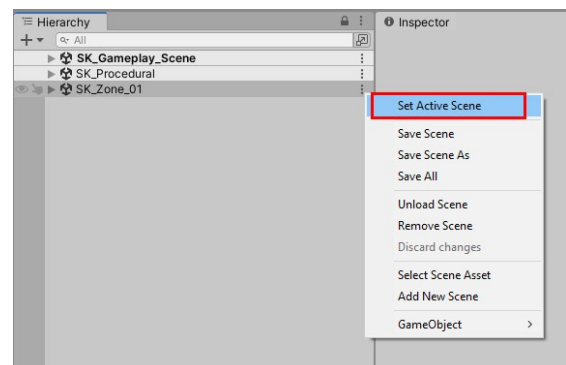 Hierarchy
Inspector
All
SK_Gameplay_Scene
SK_Procedural
SK_Zone_01
Set Active Scene
Save Scene
Save Scene As
Save All
Unload Scene
Remove Scene
Discard changes
Select Scene Asset
Add New Scene
GameObject